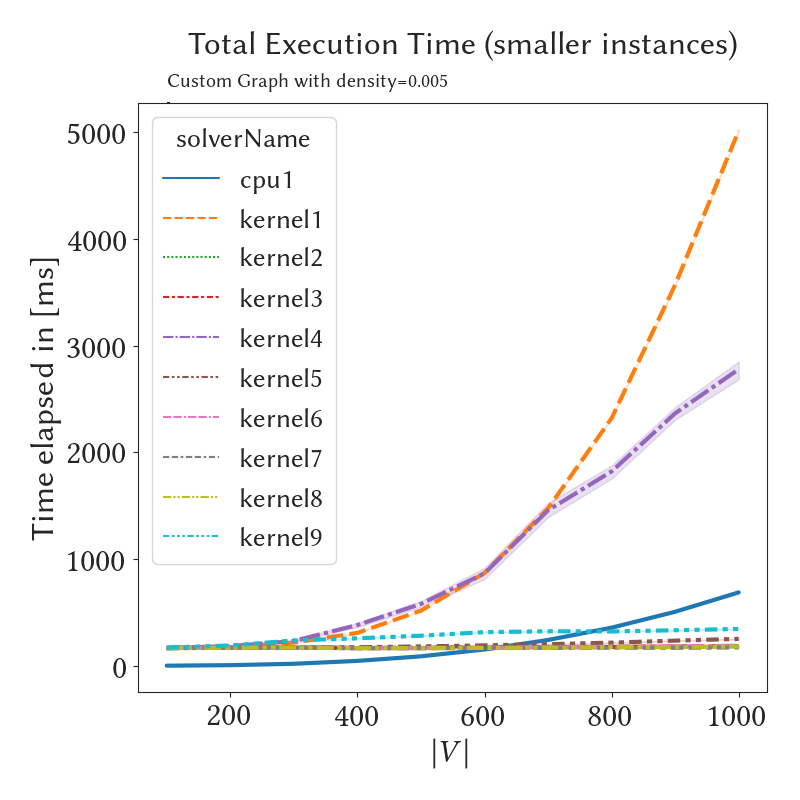 Total Execution Time (smaller instances)
Custom Graph with density=0.005
solverName
cpu1
kernel1
kernel2
kernel3
kernel4
kernel5
kernel6
kernel7
kernel8
kernel9
5000
4000
3000
2000
1000
0
Time elapsed in [ms]
200 400 600 800 1000
|V|